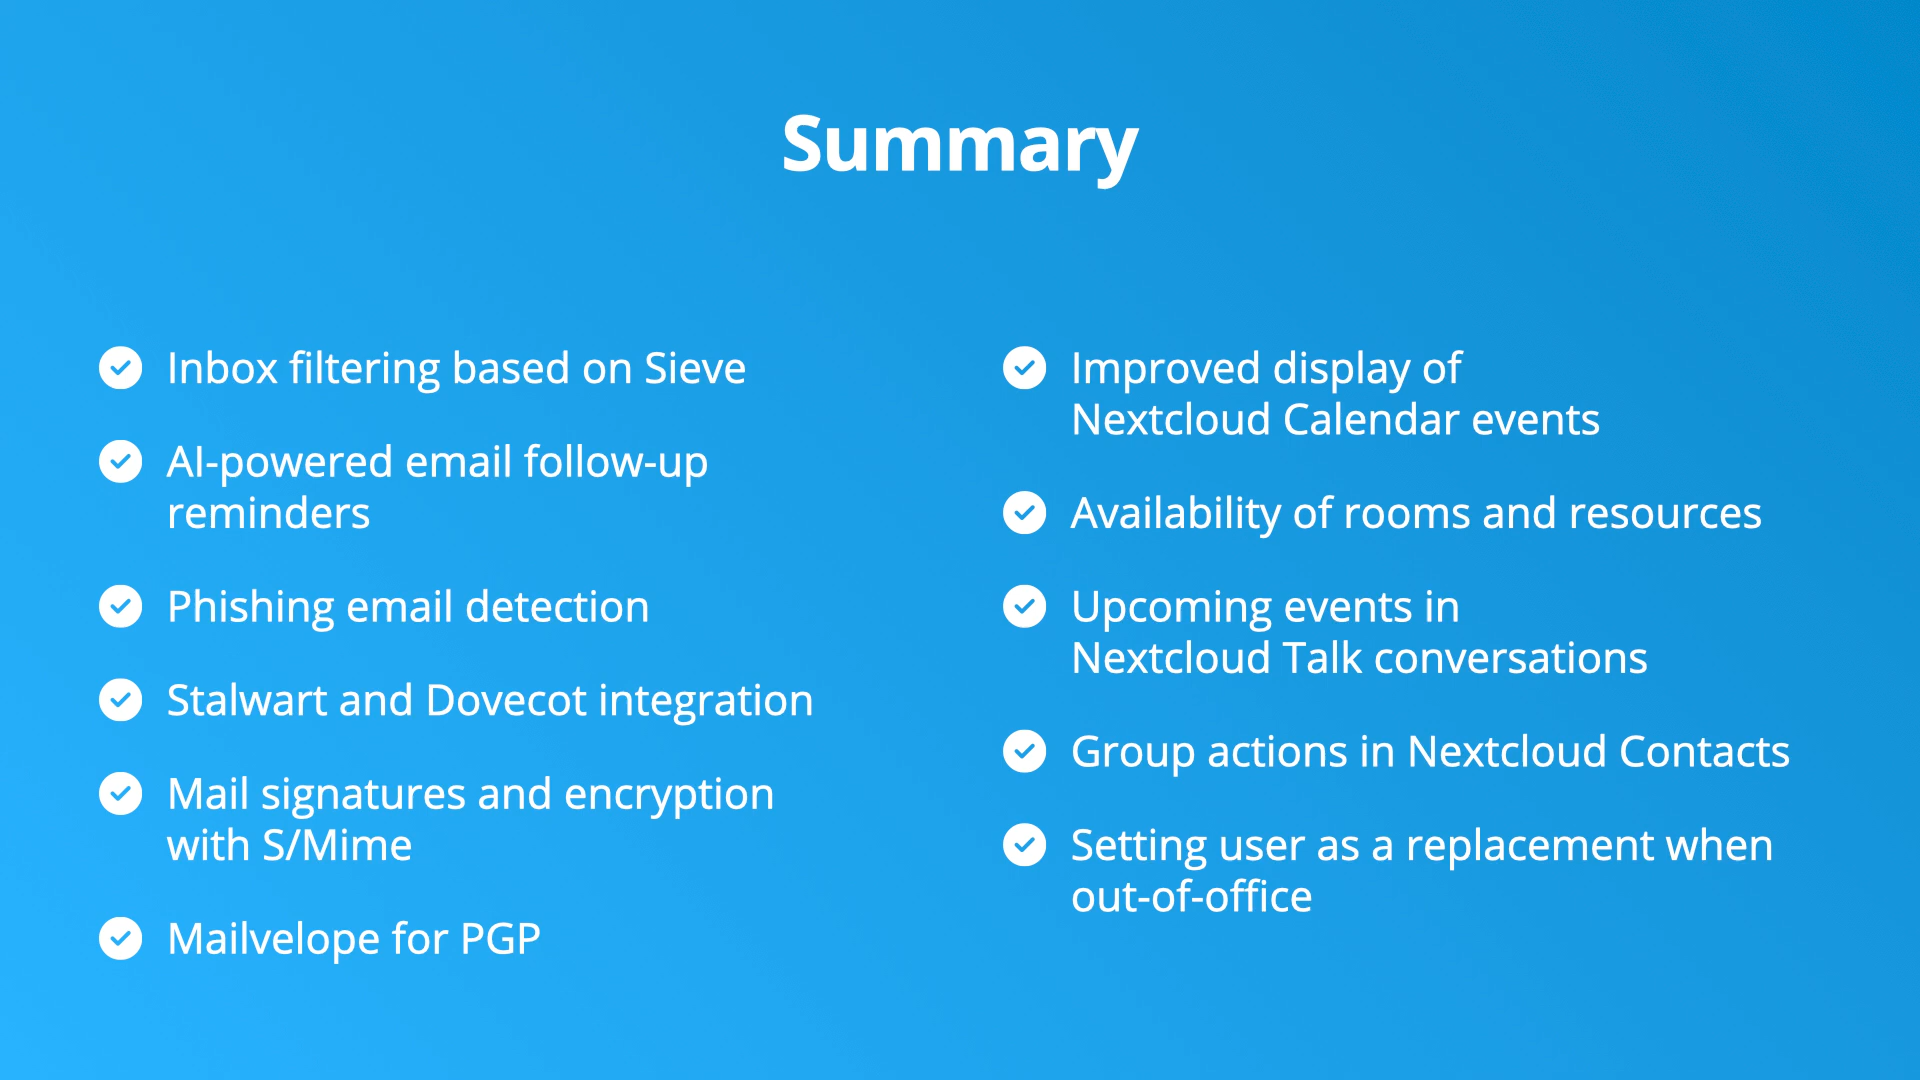 Summary
Inbox filtering based on Sieve
AI-powered email follow-up
reminders
Phishing email detection
Stalwart and Dovecot integration
Mail signatures and encryption
with S/Mime
Mailvelope for PGP
Improved display of
Nextcloud Calendar events
Availability of rooms and resources
Upcoming events in
Nextcloud Talk conversations
Group actions in Nextcloud Contacts
Setting user as a replacement when
out-of-office